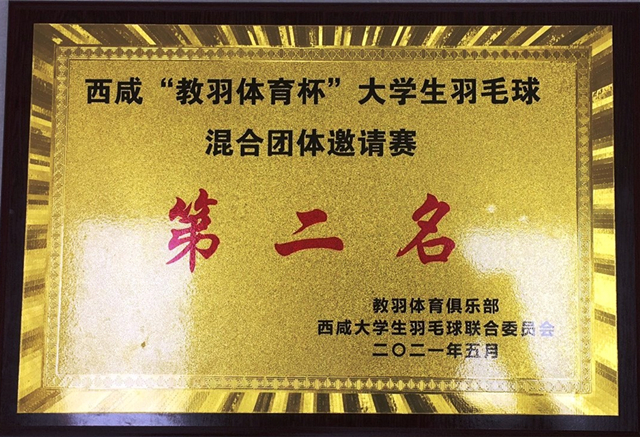 西咸“教羽体育杯”大学生羽毛球
混合团体邀请赛
第二名
教羽体育俱乐部
西咸大学生羽毛球联合委员会
二〇二一年五月